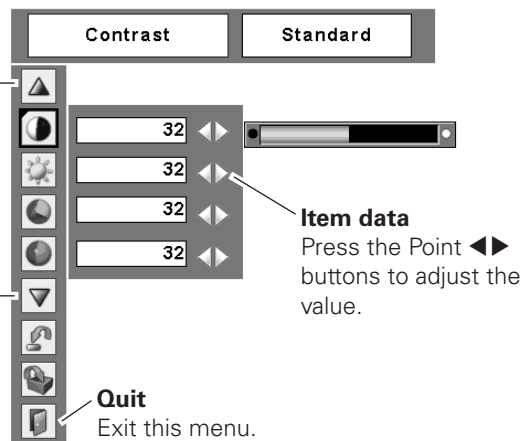 Contrast
Standard
32
32
32
32
Item data
Press the Point ◀▶
buttons to adjust the
value.
Quit
Exit this menu.